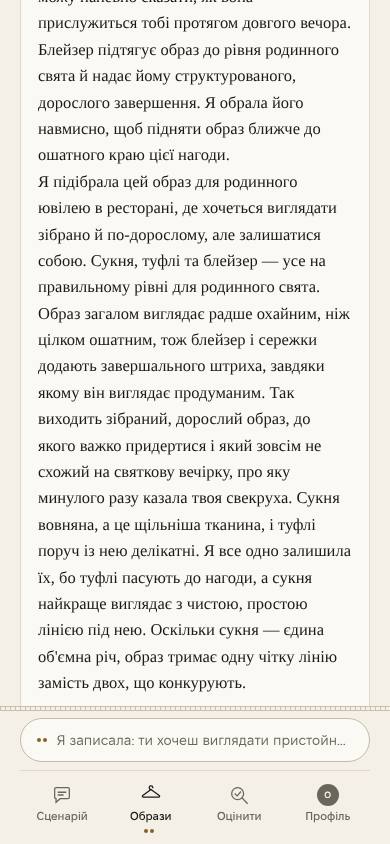 прислужиться тобі протягом довгого вечора.
Блейзер підтягує образ до рівня родинного
свята й надає йому структурованого,
дорослого завершення. Я обрала його
навмисно, щоб підняти образ ближче до
ошатного краю цієї нагоди.
Я підібрала цей образ для родинного
ювілею в ресторані, де хочеться виглядати
зібрано й по-дорослому, але залишатися
собою. Сукня, туфлі та блейзер — усе на
правильному рівні для родинного свята.
Образ загалом виглядає радше охайним, ніж
цілком ошатним, тож блейзер і сережки
додають завершального штриха, завдяки
якому він виглядає продуманим. Так
виходить зібраний, дорослий образ, до
якого важко придертися і який зовсім не
схожий на святкову вечірку, про яку
минулого разу казала твоя свекруха. Сукня
вовняна, а це щільніша тканина, і туфлі
поруч із нею делікатні. Я все одно залишила
їх, бо туфлі пасують до нагоди, а сукня
найкраще виглядає з чистою, простою
лінією під нею. Оскільки сукня — єдина
об'ємна річ, образ тримає одну чітку лінію
замість двох, що конкурують.
Я записала: ти хочеш виглядати пристойн...
Сценарій
Образи
Оцінити
О
Профіль